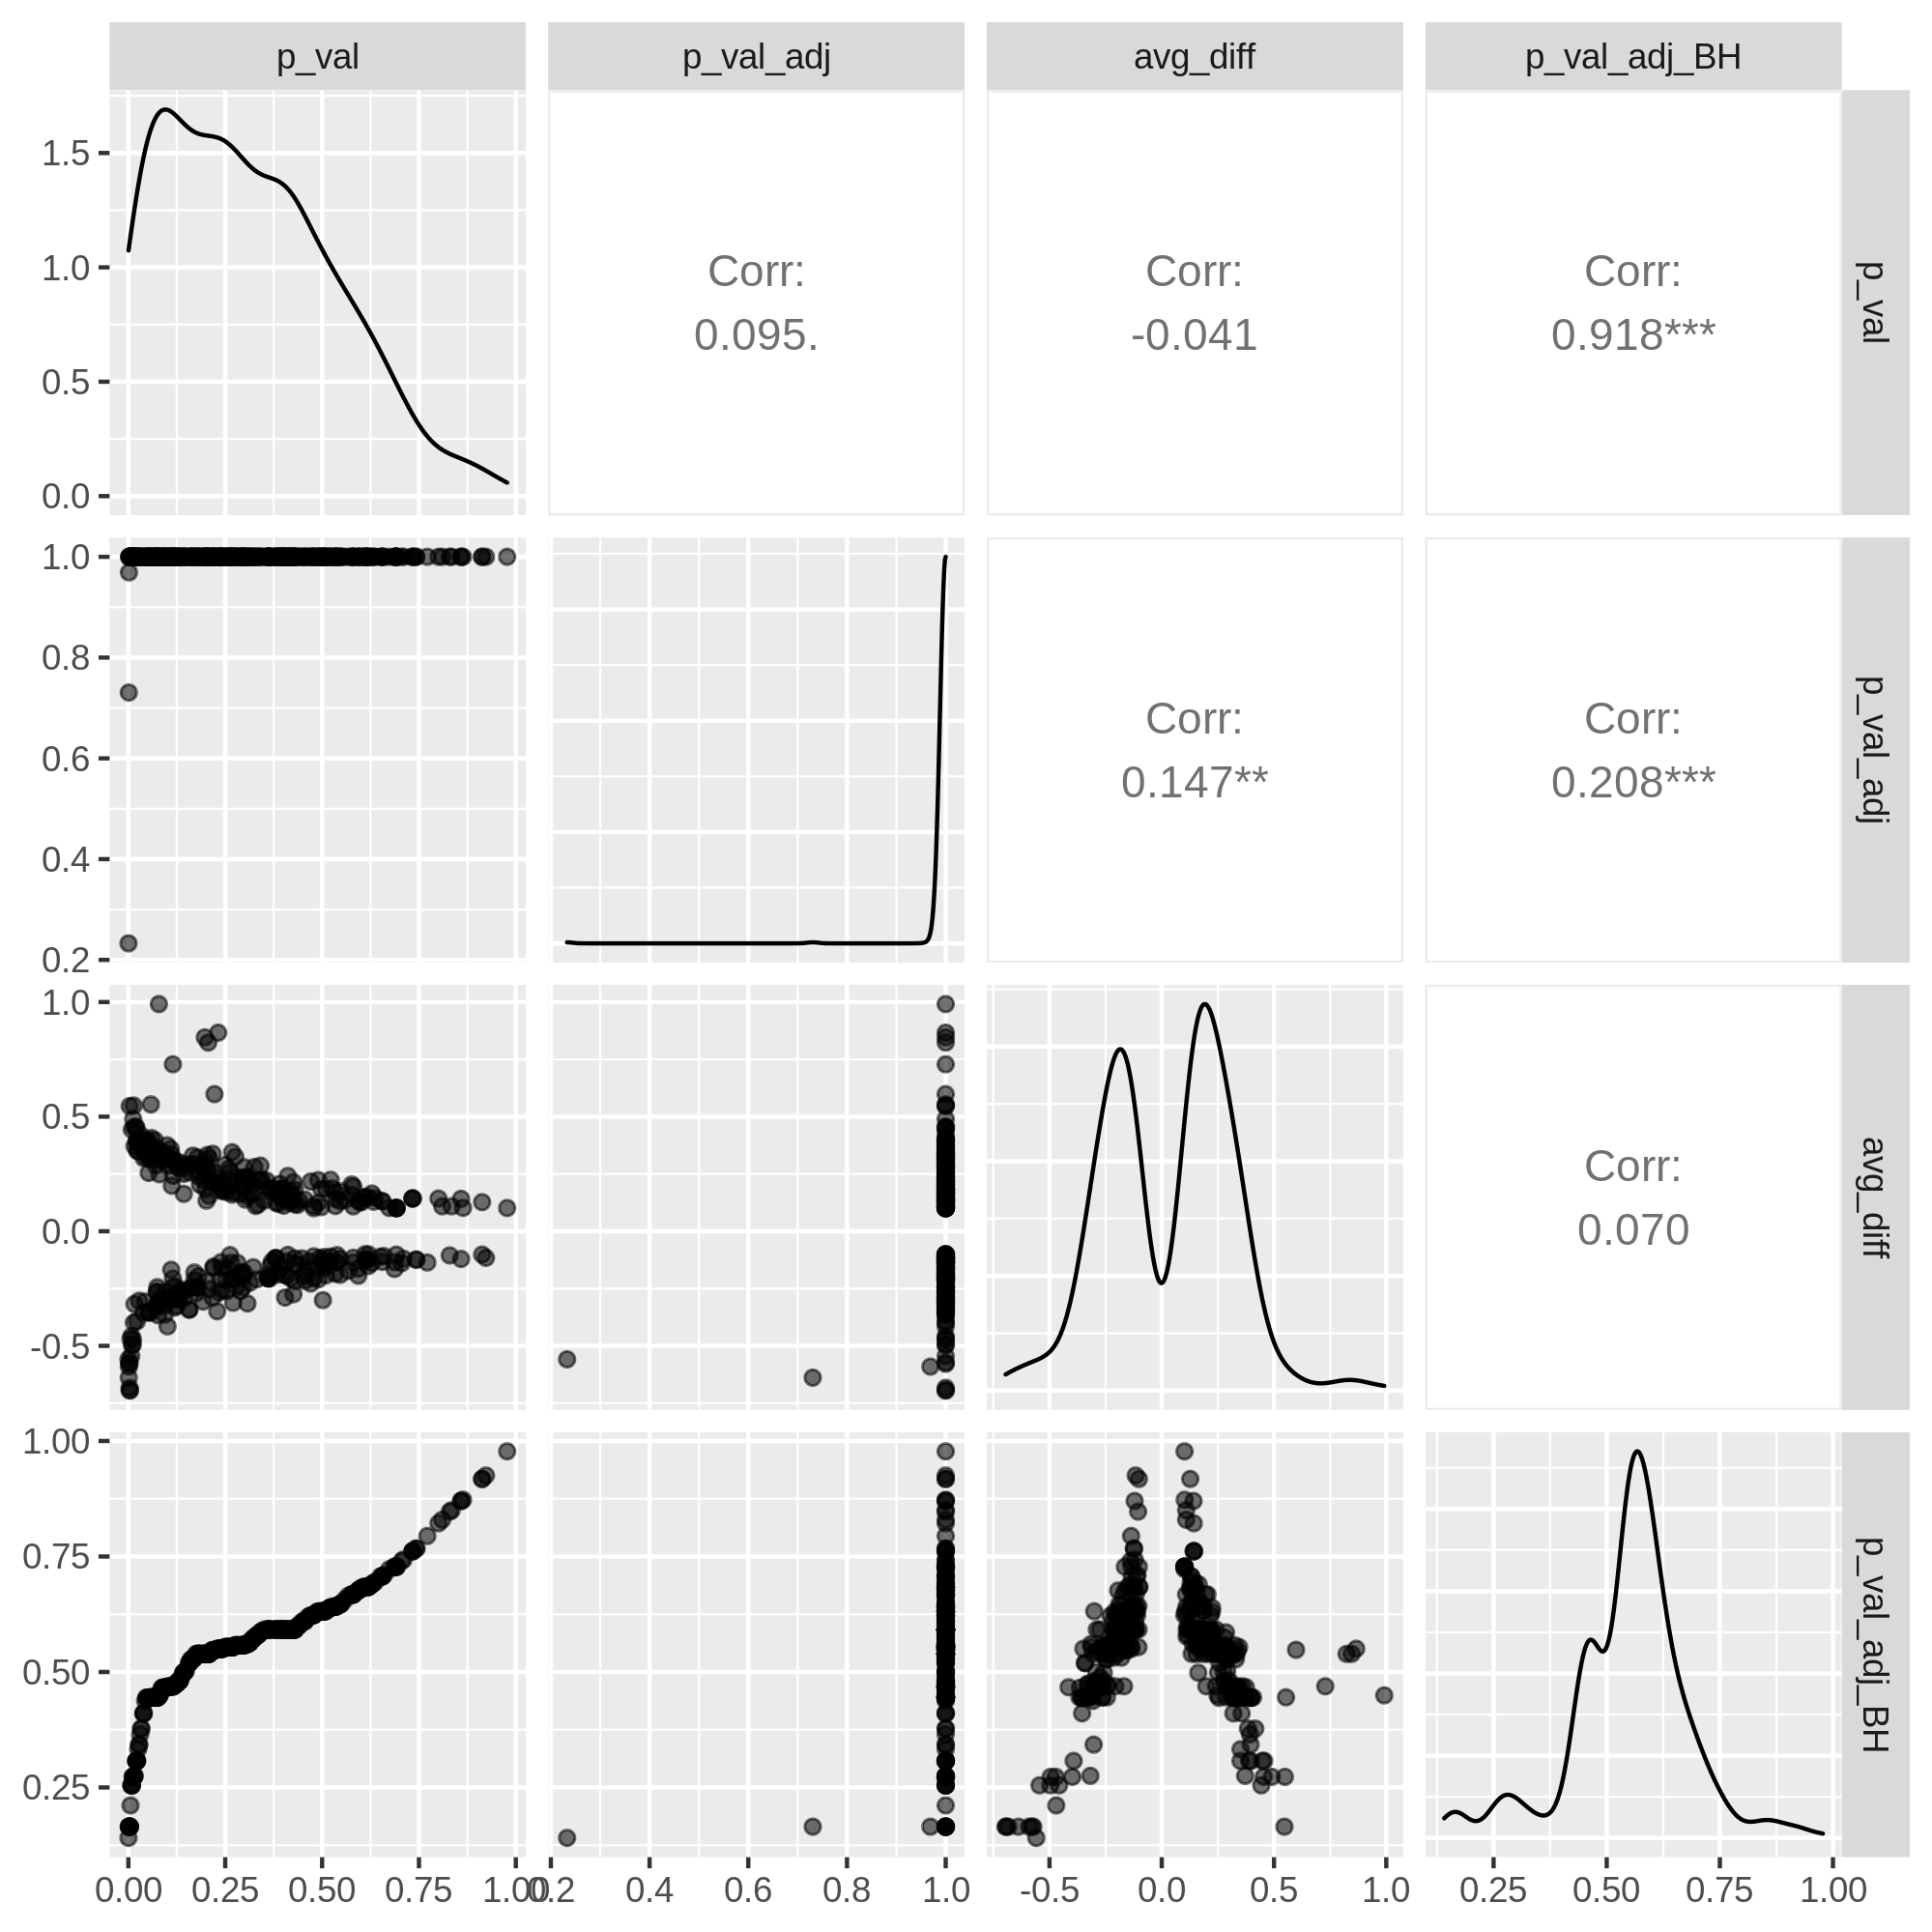 p_val
p_val_adj
avg_diff
p_val_adj_BH
1.5
1.0
0.5
0.0
Corr:
0.095.
Corr:
-0.041
Corr:
0.918***
p_val
1.0
0.8
0.6
0.4
0.2
Corr:
0.147**
Corr:
0.208***
p_val_adj
1.0
0.5
0.0
-0.5
Corr:
0.070
avg_diff
1.00
0.75
0.50
0.25
p_val_adj_BH
0.00 0.25 0.50 0.75 1.00
0.2 0.4 0.6 0.8 1.0
-0.5 0.0 0.5 1.0
0.25 0.50 0.75 1.00